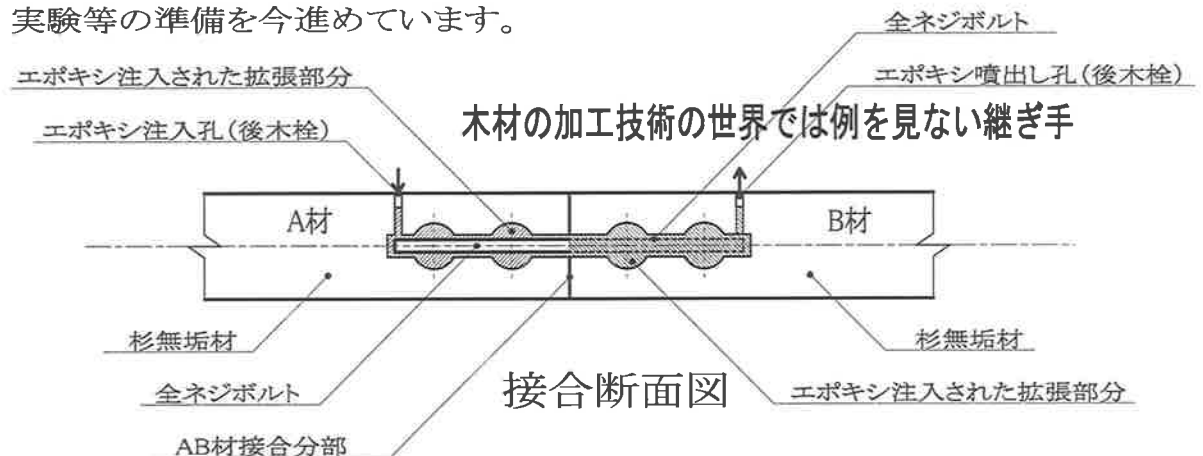 実験等の準備を今進めています。
全ネジボルト
エポキシ注入された拡張部分
エポキシ噴出し孔(後木栓)
エポキシ注入孔(後木栓)
木材の加工技術の世界では例を見ない継ぎ手
A材
B材
杉無垢材
杉無垢材
全ネジボルト
接合断面図
エポキシ注入された拡張部分
AB材接合分部